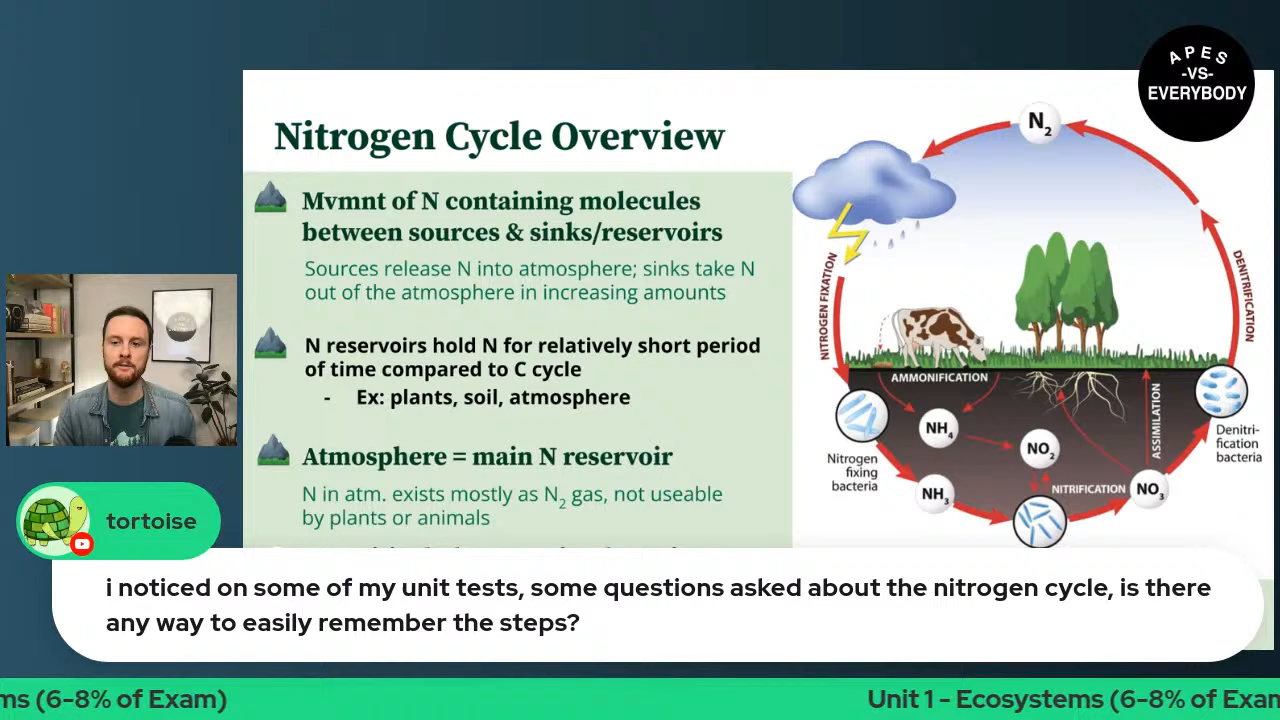 APES
-VS-
EVERYBODY
Nitrogen Cycle Overview
Mvmnt of N containing molecules
between sources & sinks/reservoirs
Sources release N into atmosphere; sinks take N
out of the atmosphere in increasing amounts
N reservoirs hold N for relatively short period
of time compared to C cycle
- Ex: plants, soil, atmosphere
Atmosphere = main N reservoir
N in atm. exists mostly as N₂ gas, not useable
by plants or animals
N₂
NITROGEN FIXATION
DENITRIFICATION
AMMONIFICATION
NH₄
NO₂
ASSIMILATION
Nitrogen
fixing
bacteria
Denitri-
fication
bacteria
NH₃
NITRIFICATION
NO₃
tortoise
i noticed on some of my unit tests, some questions asked about the nitrogen cycle, is there
any way to easily remember the steps?
ms (6-8% of Exam)
Unit 1 - Ecosystems (6-8% of Exan